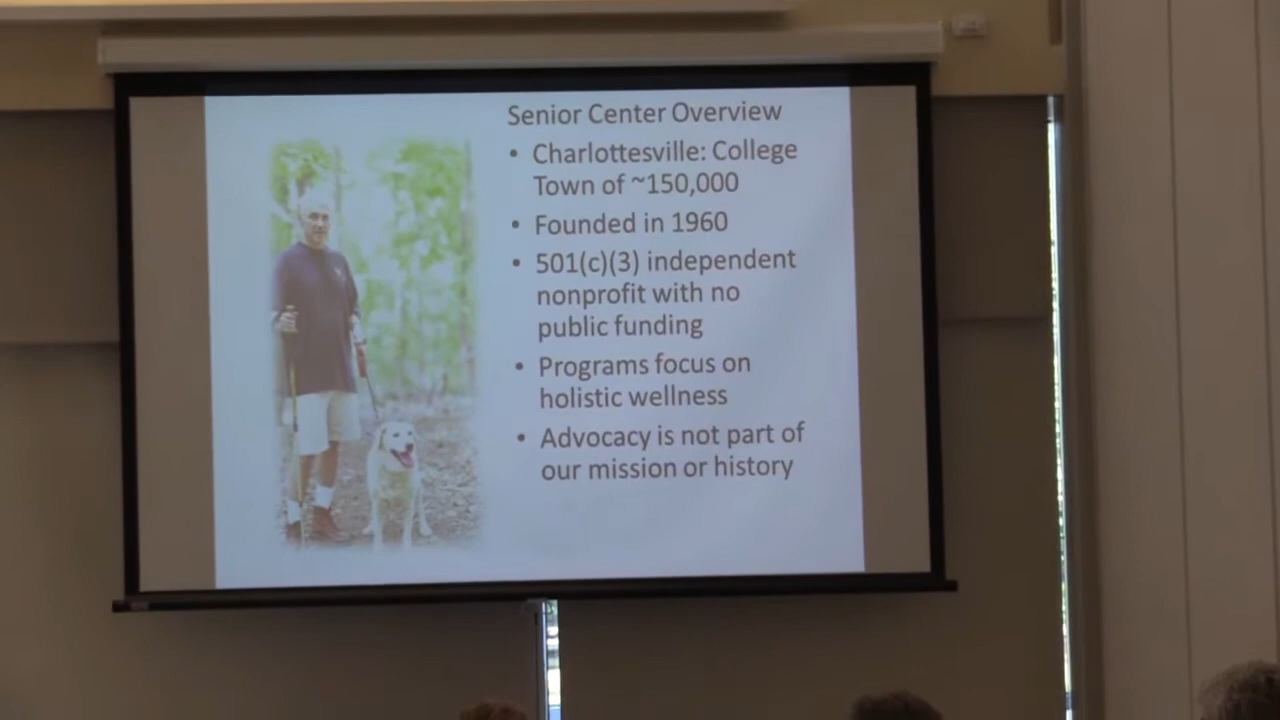 Senior Center Overview
• Charlottesville: College
Town of ~150,000
• Founded in 1960
• 501(c)(3) independent
nonprofit with no
public funding
• Programs focus on
holistic wellness
• Advocacy is not part of
our mission or history